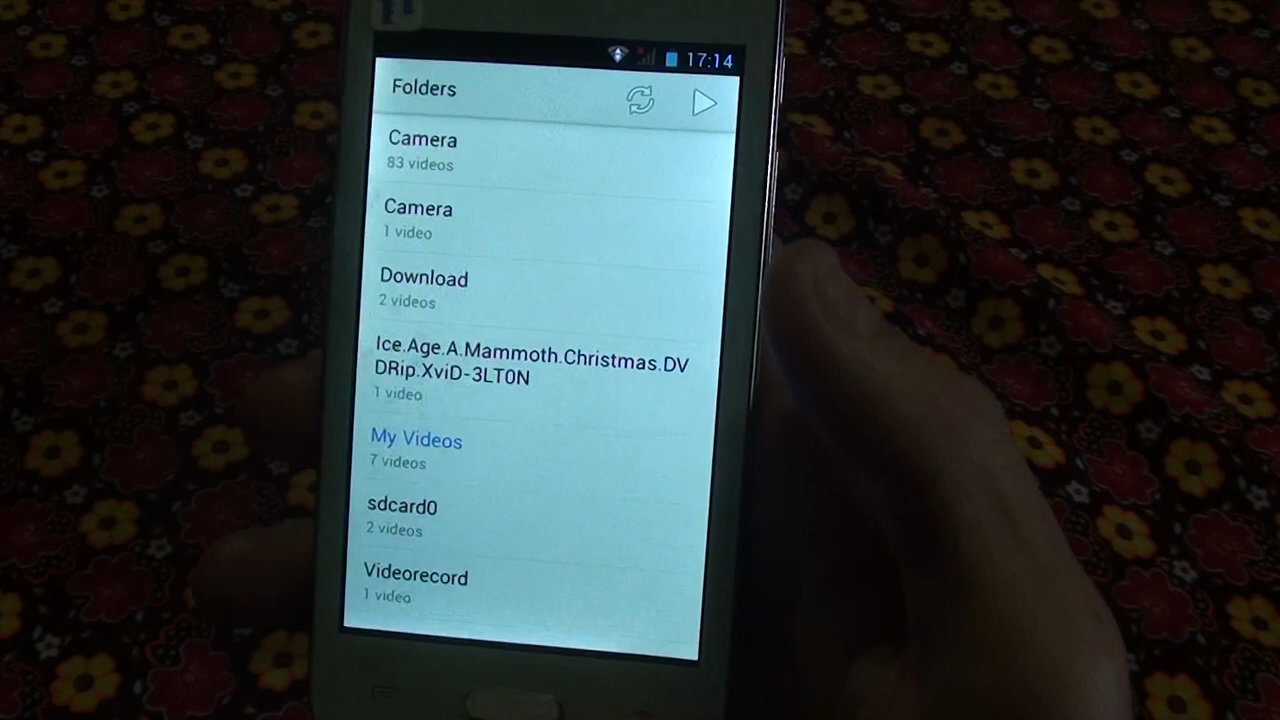 17:14
Folders
Camera
83 videos
Camera
1 video
Download
2 videos
Ice.Age.A.Mammoth.Christmas.DV
DRip.XviD-3LT0N
1 video
My Videos
7 videos
sdcard0
2 videos
Videorecord
1 video